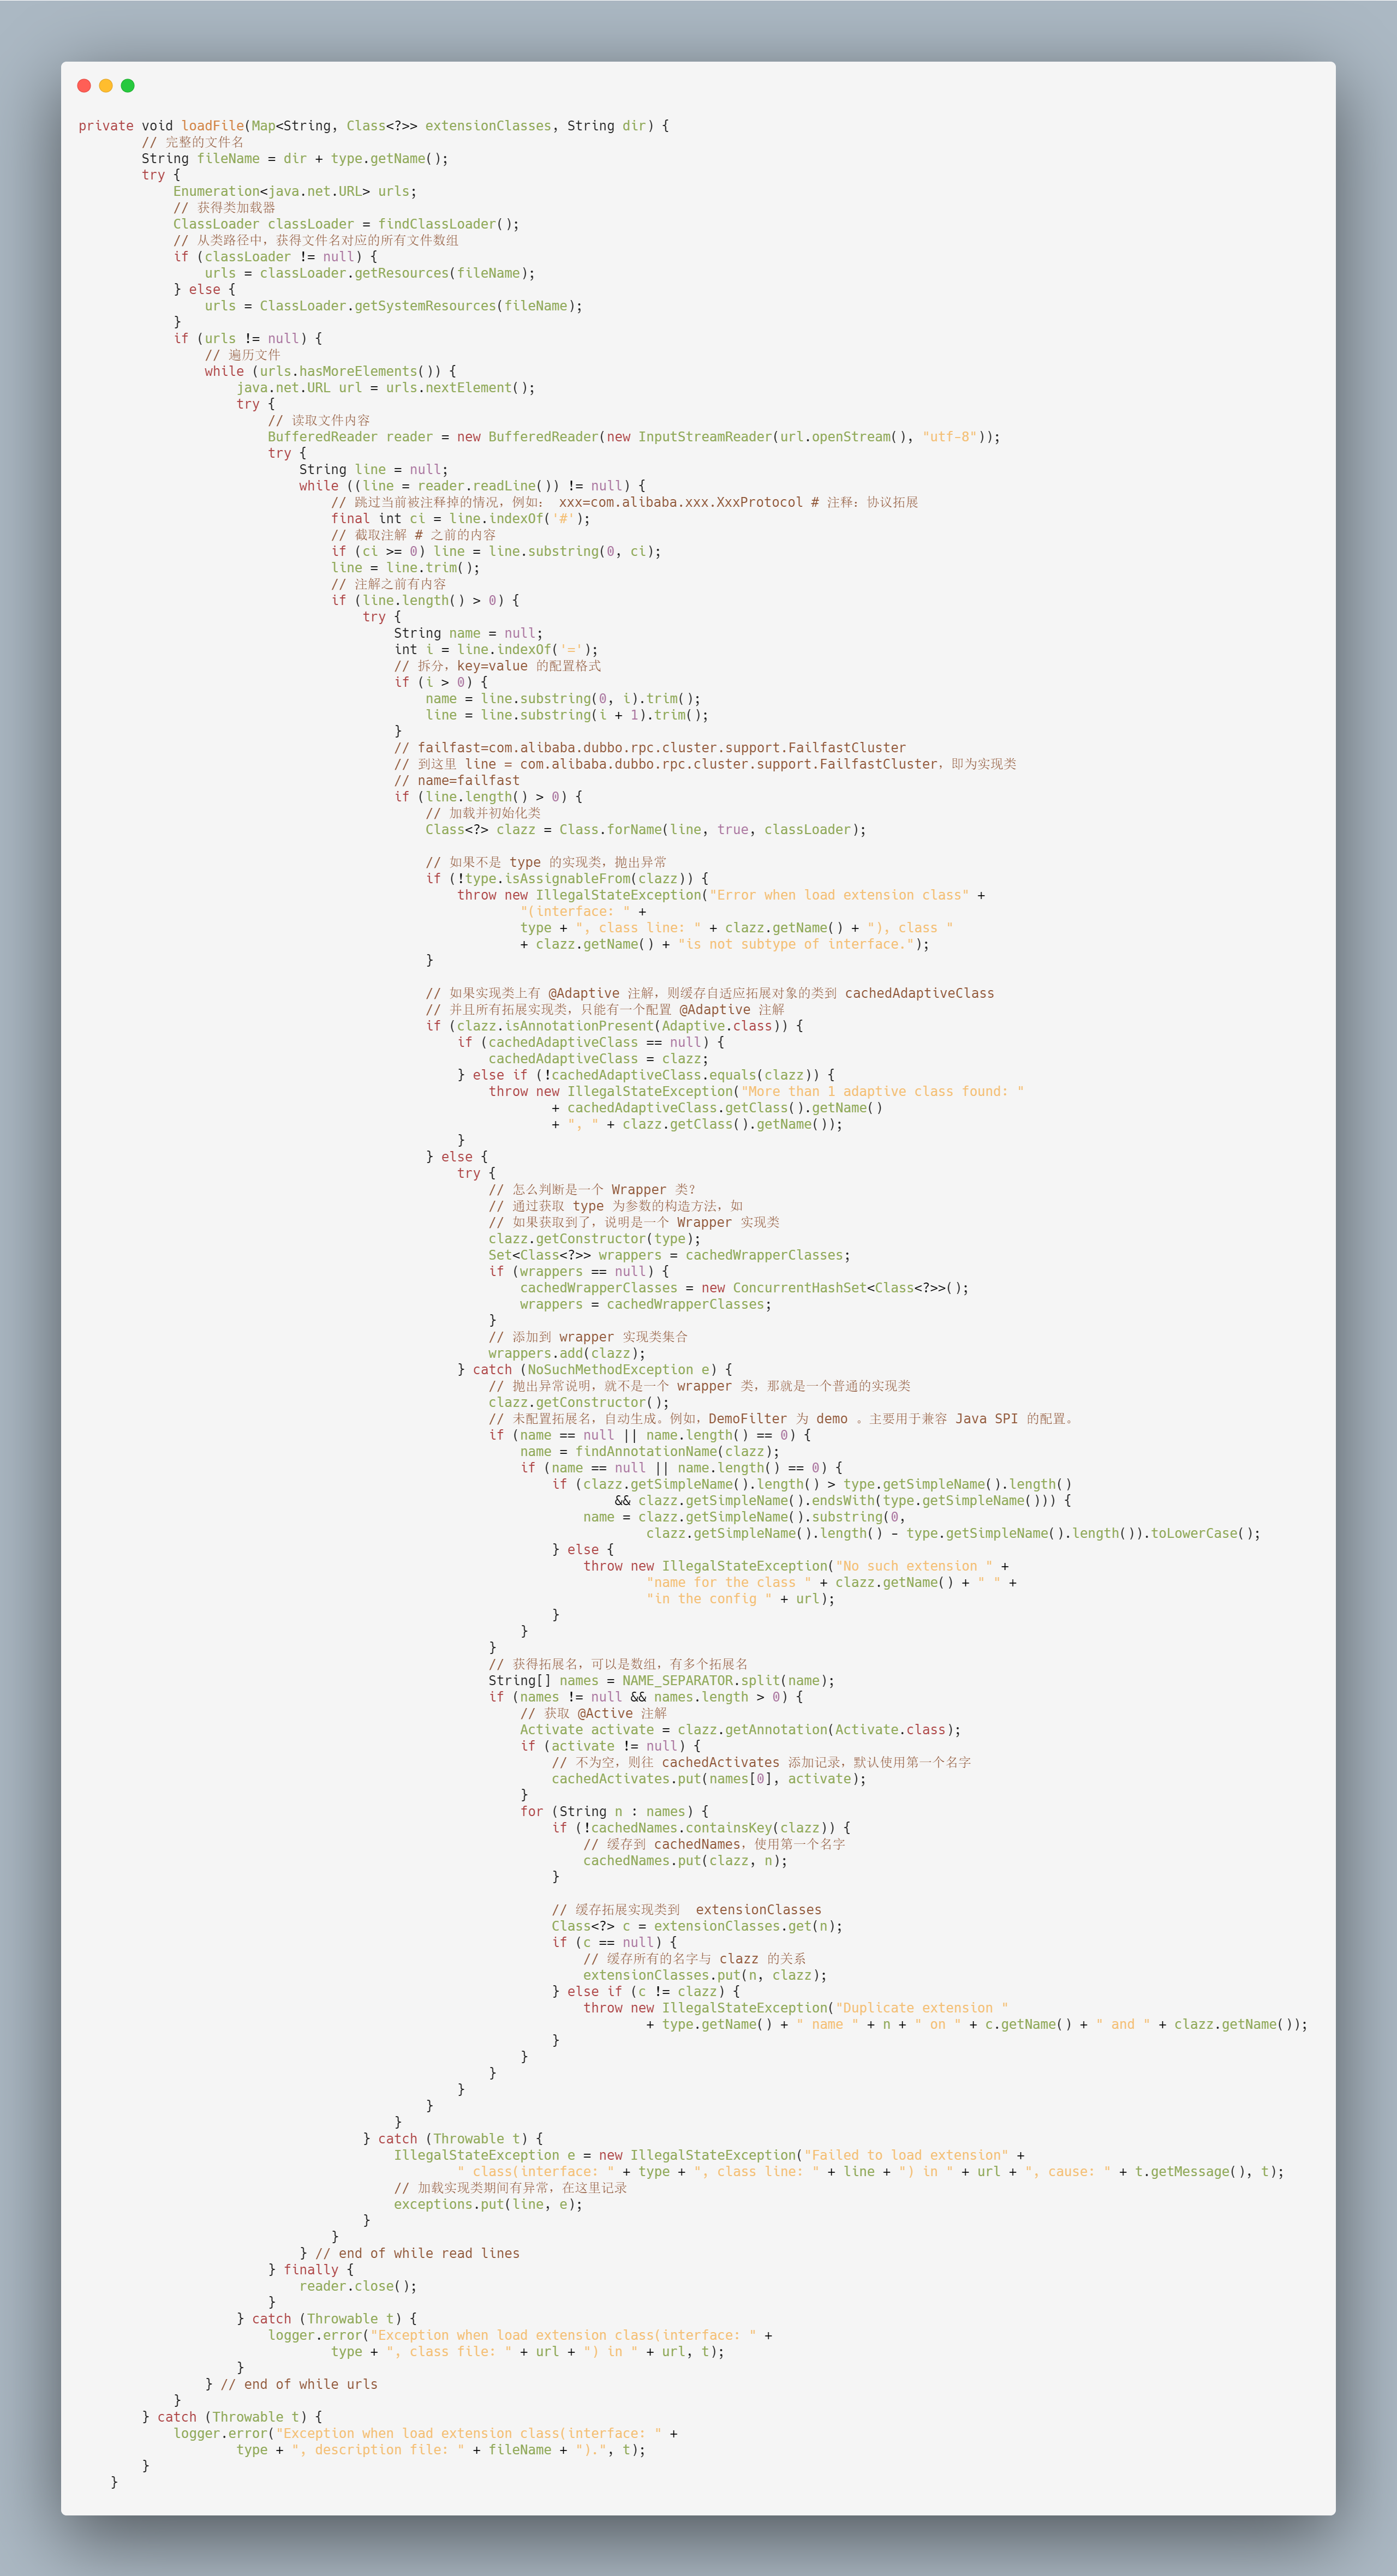 private void loadFile(Map<String, Class<?>> extensionClasses, String dir) {
        // 完整的文件名
        String fileName = dir + type.getName();
        try {
            Enumeration<java.net.URL> urls;
            // 获得类加载器
            ClassLoader classLoader = findClassLoader();
            // 从类路径中，获得文件名对应的所有文件数组
            if (classLoader != null) {
                urls = classLoader.getResources(fileName);
            } else {
                urls = ClassLoader.getSystemResources(fileName);
            }
            if (urls != null) {
                // 遍历文件
                while (urls.hasMoreElements()) {
                    java.net.URL url = urls.nextElement();
                    try {
                        // 读取文件内容
                        BufferedReader reader = new BufferedReader(new InputStreamReader(url.openStream(), "utf-8"));
                        try {
                            String line = null;
                            while ((line = reader.readLine()) != null) {
                                // 跳过当前被注释掉的情况，例如： xxx=com.alibaba.xxx.XxxProtocol # 注释：协议拓展
                                final int ci = line.indexOf('#');
                                // 截取注解 # 之前的内容
                                if (ci >= 0) line = line.substring(0, ci);
                                line = line.trim();
                                // 注解之前有内容
                                if (line.length() > 0) {
                                    try {
                                        String name = null;
                                        int i = line.indexOf('=');
                                        // 拆分，key=value 的配置格式
                                        if (i > 0) {
                                            name = line.substring(0, i).trim();
                                            line = line.substring(i + 1).trim();
                                        }
                                        // failfast=com.alibaba.dubbo.rpc.cluster.support.FailfastCluster
                                        // 到这里 line = com.alibaba.dubbo.rpc.cluster.support.FailfastCluster，即为实现类
                                        // name=failfast
                                        if (line.length() > 0) {
                                            // 加载并初始化类
                                            Class<?> clazz = Class.forName(line, true, classLoader);

                                            // 如果不是 type 的实现类，抛出异常
                                            if (!type.isAssignableFrom(clazz)) {
                                                throw new IllegalStateException("Error when load extension class" +
                                                        "(interface: " +
                                                        type + ", class line: " + clazz.getName() + "), class "
                                                        + clazz.getName() + "is not subtype of interface.");
                                            }

                                            // 如果实现类上有 @Adaptive 注解，则缓存自适应拓展对象的类到 cachedAdaptiveClass
                                            // 并且所有拓展实现类，只能有一个配置 @Adaptive 注解
                                            if (clazz.isAnnotationPresent(Adaptive.class)) {
                                                if (cachedAdaptiveClass == null) {
                                                    cachedAdaptiveClass = clazz;
                                                } else if (!cachedAdaptiveClass.equals(clazz)) {
                                                    throw new IllegalStateException("More than 1 adaptive class found: "
                                                            + cachedAdaptiveClass.getClass().getName()
                                                            + ", " + clazz.getClass().getName());
                                                }
                                            } else {
                                                try {
                                                    // 怎么判断是一个 Wrapper 类？
                                                    // 通过获取 type 为参数的构造方法，如
                                                    // 如果获取到了，说明是一个 Wrapper 实现类
                                                    clazz.getConstructor(type);
                                                    Set<Class<?>> wrappers = cachedWrapperClasses;
                                                    if (wrappers == null) {
                                                        cachedWrapperClasses = new ConcurrentHashSet<Class<?>>();
                                                        wrappers = cachedWrapperClasses;
                                                    }
                                                    // 添加到 wrapper 实现类集合
                                                    wrappers.add(clazz);
                                                } catch (NoSuchMethodException e) {
                                                    // 抛出异常说明，就不是一个 wrapper 类，那就是一个普通的实现类
                                                    clazz.getConstructor();
                                                    // 未配置拓展名，自动生成。例如，DemoFilter 为 demo 。主要用于兼容 Java SPI 的配置。
                                                    if (name == null || name.length() == 0) {
                                                        name = findAnnotationName(clazz);
                                                        if (name == null || name.length() == 0) {
                                                            if (clazz.getSimpleName().length() > type.getSimpleName().length()
                                                                    && clazz.getSimpleName().endsWith(type.getSimpleName())) {
                                                                name = clazz.getSimpleName().substring(0,
                                                                        clazz.getSimpleName().length() - type.getSimpleName().length()).toLowerCase();
                                                            } else {
                                                                throw new IllegalStateException("No such extension " +
                                                                        "name for the class " + clazz.getName() + " " +
                                                                        "in the config " + url);
                                                            }
                                                        }
                                                    }
                                                    // 获得拓展名，可以是数组，有多个拓展名
                                                    String[] names = NAME_SEPARATOR.split(name);
                                                    if (names != null && names.length > 0) {
                                                        // 获取 @Active 注解
                                                        Activate activate = clazz.getAnnotation(Activate.class);
                                                        if (activate != null) {
                                                            // 不为空，则往 cachedActivates 添加记录，默认使用第一个名字
                                                            cachedActivates.put(names[0], activate);
                                                        }
                                                        for (String n : names) {
                                                            if (!cachedNames.containsKey(clazz)) {
                                                                // 缓存到 cachedNames，使用第一个名字
                                                                cachedNames.put(clazz, n);
                                                            }

                                                            // 缓存拓展实现类到  extensionClasses
                                                            Class<?> c = extensionClasses.get(n);
                                                            if (c == null) {
                                                                // 缓存所有的名字与 clazz 的关系
                                                                extensionClasses.put(n, clazz);
                                                            } else if (c != clazz) {
                                                                throw new IllegalStateException("Duplicate extension "
                                                                        + type.getName() + " name " + n + " on " + c.getName() + " and " + clazz.getName());
                                                            }
                                                        }
                                                    }
                                                }
                                            }
                                        }
                                    } catch (Throwable t) {
                                        IllegalStateException e = new IllegalStateException("Failed to load extension" +
                                                " class(interface: " + type + ", class line: " + line + ") in " + url + ", cause: " + t.getMessage(), t);
                                        // 加载实现类期间有异常，在这里记录
                                        exceptions.put(line, e);
                                    }
                                }
                            } // end of while read lines
                        } finally {
                            reader.close();
                        }
                    } catch (Throwable t) {
                        logger.error("Exception when load extension class(interface: " +
                                type + ", class file: " + url + ") in " + url, t);
                    }
                } // end of while urls
            }
        } catch (Throwable t) {
            logger.error("Exception when load extension class(interface: " +
                    type + ", description file: " + fileName + ").", t);
        }
    }